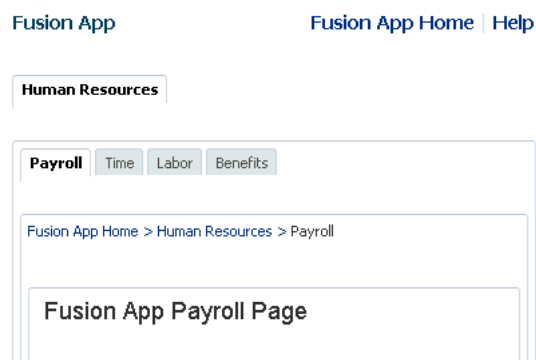 Fusion App Fusion App Home Help
Human Resources
Payroll Time Labor Benefits
Fusion App Home > Human Resources > Payroll
Fusion App Payroll Page